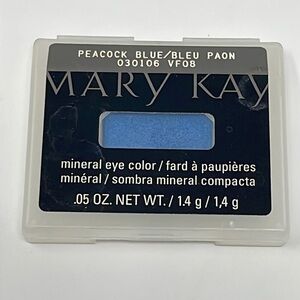 PEACOCK BLUE/BLEU PAON
030106 VF08
MARY KAY
mineral eye color / fard à paupières
minéral / sombra mineral compacta
.05 OZ. NET WT. / 1.4 g / 1,4 g